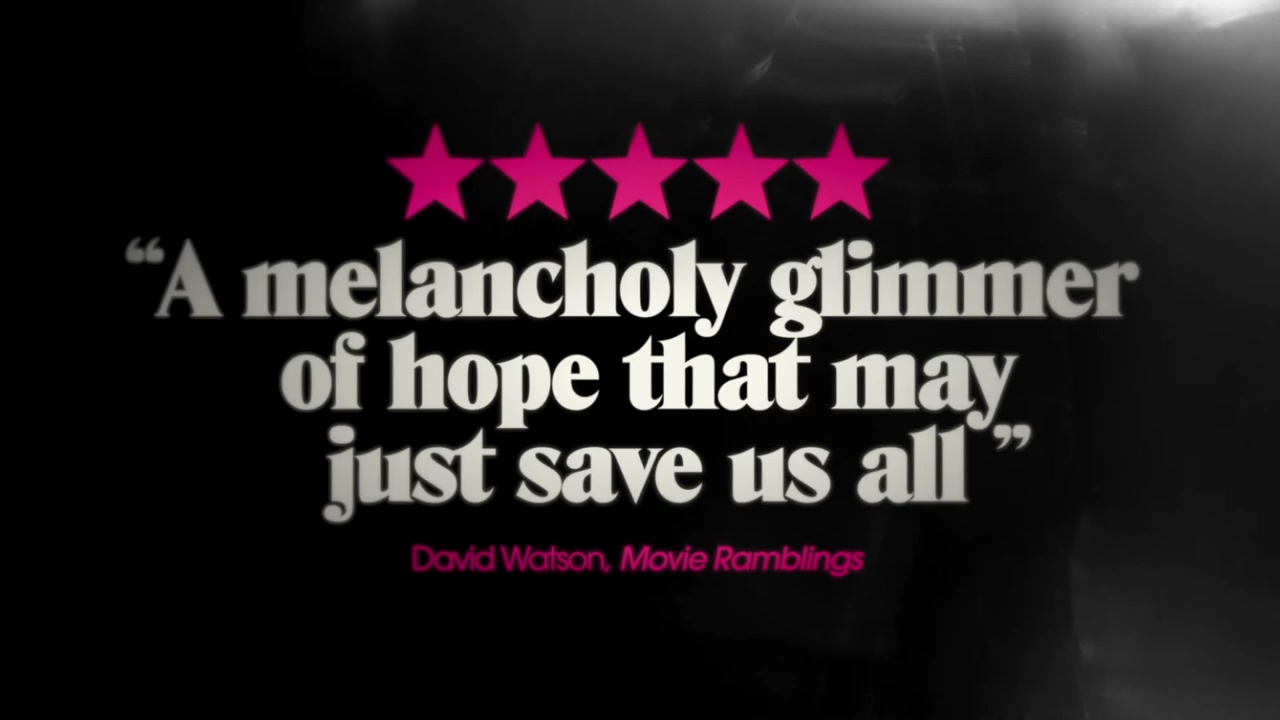 “A melancholy glimmer
of hope that may
just save us all”
David Watson, Movie Ramblings